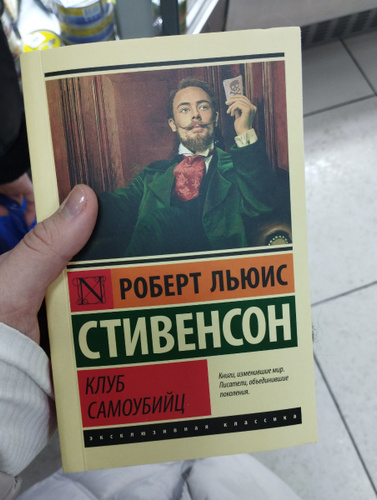 N
РОБЕРТ ЛЬЮИС
СТИВЕНСОН
КЛУБ
САМОУБИЙЦ
Книги, изменившие мир.
Писатели, объединившие
поколения.
ЭКСКЛЮЗИВНАЯ КЛАССИКА